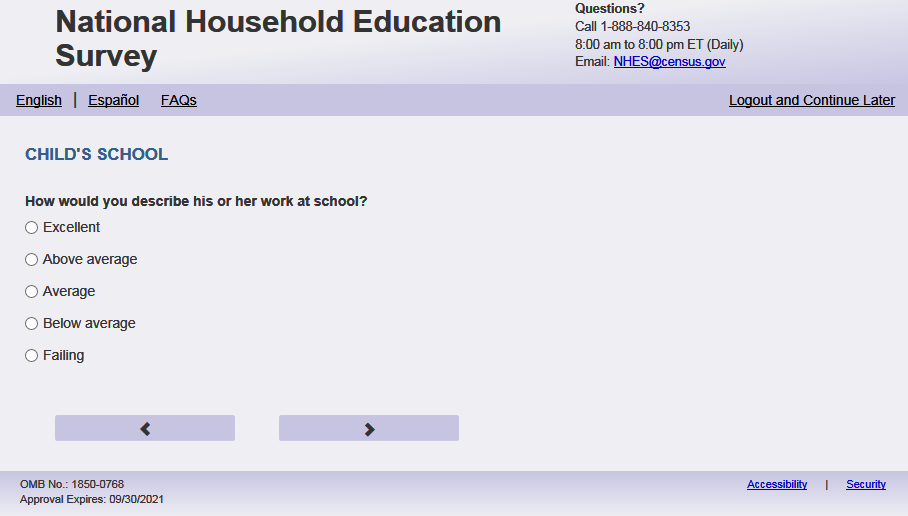 National Household Education
Survey
Questions?
Call 1-888-840-8353
8:00 am to 8:00 pm ET (Daily)
Email: NHES@census.gov
English | Español FAQs Logout and Continue Later
CHILD'S SCHOOL
How would you describe his or her work at school?
Excellent
Above average
Average
Below average
Failing
OMB No.: 1850-0768
Approval Expires: 09/30/2021
Accessibility | Security